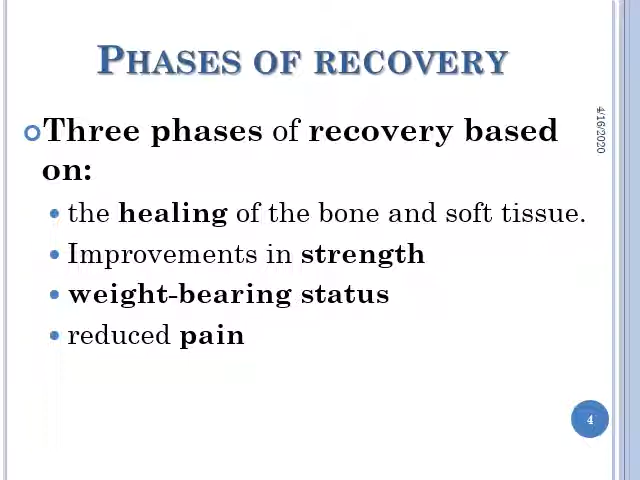 PHASES OF RECOVERY
4/16/2020
Three phases of recovery based
on:
the healing of the bone and soft tissue.
Improvements in strength
weight-bearing status
reduced pain
4